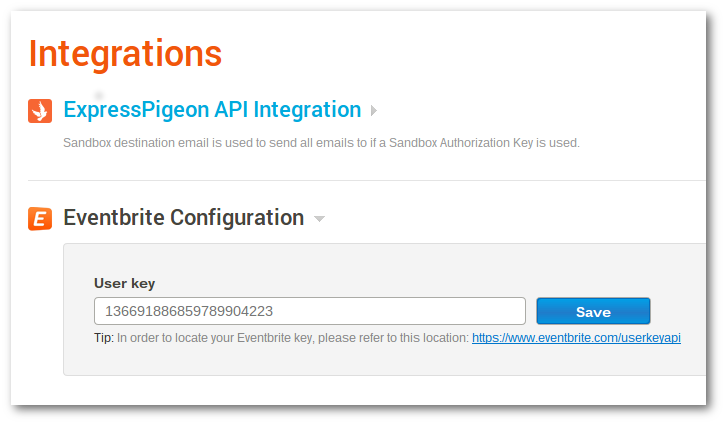 Integrations
ExpressPigeon API Integration
Sandbox destination email is used to send all emails to if a Sandbox Authorization Key is used.
E Eventbrite Configuration
User key
136691886859789904223 Save
Tip: In order to locate your Eventbrite key, please refer to this location: https://www.eventbrite.com/userkeyapi